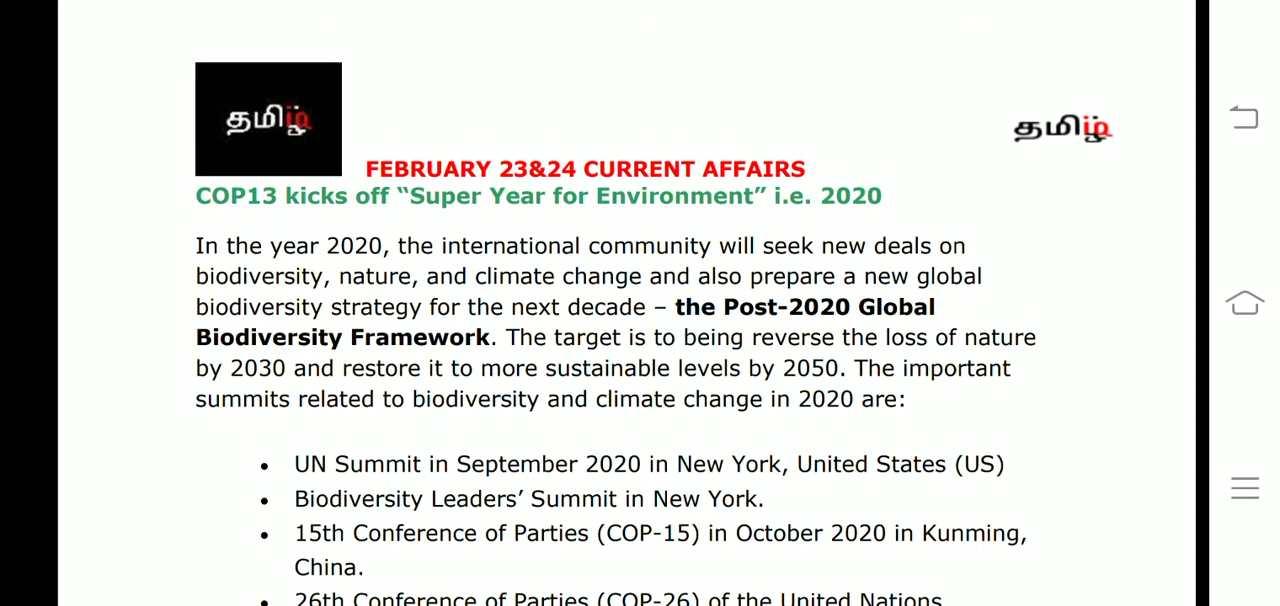 தமிழ்
தமிழ்
FEBRUARY 23&24 CURRENT AFFAIRS
COP13 kicks off “Super Year for Environment” i.e. 2020
In the year 2020, the international community will seek new deals on
biodiversity, nature, and climate change and also prepare a new global
biodiversity strategy for the next decade – the Post-2020 Global
Biodiversity Framework. The target is to being reverse the loss of nature
by 2030 and restore it to more sustainable levels by 2050. The important
summits related to biodiversity and climate change in 2020 are:
• UN Summit in September 2020 in New York, United States (US)
• Biodiversity Leaders’ Summit in New York.
• 15th Conference of Parties (COP-15) in October 2020 in Kunming,
China.
• 26th Conference of Parties (COP-26) of the United Nations